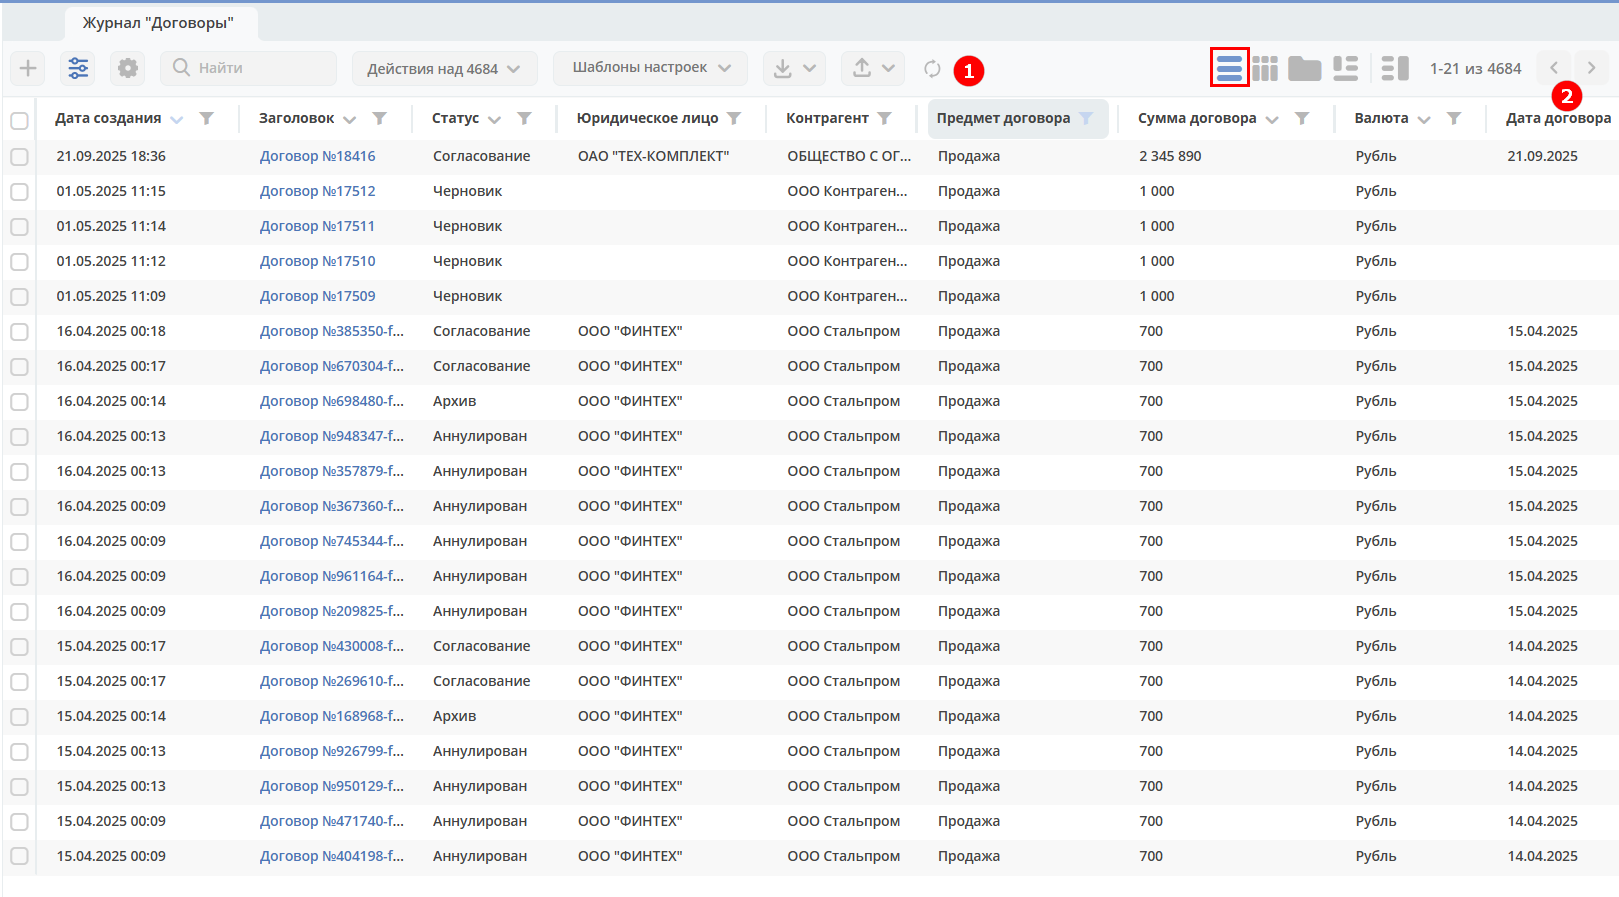 Журнал "Договоры"
Найти Действия над 4684 Шаблоны настроек 1 1-21 из 4684
2
Дата создания Заголовок Статус Юридическое лицо Контрагент Предмет договора Сумма договора Валюта Дата договора
21.09.2025 18:36 Договор №18416 Согласование ОАО "ТЕХ-КОМПЛЕКТ" ОБЩЕСТВО С ОГ... Продажа 2 345 890 Рубль 21.09.2025
01.05.2025 11:15 Договор №17512 Черновик ООО Контраген... Продажа 1 000 Рубль
01.05.2025 11:14 Договор №17511 Черновик ООО Контраген... Продажа 1 000 Рубль
01.05.2025 11:12 Договор №17510 Черновик ООО Контраген... Продажа 1 000 Рубль
01.05.2025 11:09 Договор №17509 Черновик ООО Контраген... Продажа 1 000 Рубль
16.04.2025 00:18 Договор №385350-f... Согласование ООО "ФИНТЕХ" ООО Стальпром Продажа 700 Рубль 15.04.2025
16.04.2025 00:17 Договор №670304-f... Согласование ООО "ФИНТЕХ" ООО Стальпром Продажа 700 Рубль 15.04.2025
16.04.2025 00:14 Договор №698480-f... Архив ООО "ФИНТЕХ" ООО Стальпром Продажа 700 Рубль 15.04.2025
16.04.2025 00:13 Договор №948347-f... Аннулирован ООО "ФИНТЕХ" ООО Стальпром Продажа 700 Рубль 15.04.2025
16.04.2025 00:13 Договор №357879-f... Аннулирован ООО "ФИНТЕХ" ООО Стальпром Продажа 700 Рубль 15.04.2025
16.04.2025 00:09 Договор №367360-f... Аннулирован ООО "ФИНТЕХ" ООО Стальпром Продажа 700 Рубль 15.04.2025
16.04.2025 00:09 Договор №745344-f... Аннулирован ООО "ФИНТЕХ" ООО Стальпром Продажа 700 Рубль 15.04.2025
16.04.2025 00:09 Договор №961164-f... Аннулирован ООО "ФИНТЕХ" ООО Стальпром Продажа 700 Рубль 15.04.2025
16.04.2025 00:09 Договор №209825-f... Аннулирован ООО "ФИНТЕХ" ООО Стальпром Продажа 700 Рубль 15.04.2025
15.04.2025 00:17 Договор №430008-f... Согласование ООО "ФИНТЕХ" ООО Стальпром Продажа 700 Рубль 14.04.2025
15.04.2025 00:17 Договор №269610-f... Согласование ООО "ФИНТЕХ" ООО Стальпром Продажа 700 Рубль 14.04.2025
15.04.2025 00:14 Договор №168968-f... Архив ООО "ФИНТЕХ" ООО Стальпром Продажа 700 Рубль 14.04.2025
15.04.2025 00:13 Договор №926799-f... Аннулирован ООО "ФИНТЕХ" ООО Стальпром Продажа 700 Рубль 14.04.2025
15.04.2025 00:13 Договор №950129-f... Аннулирован ООО "ФИНТЕХ" ООО Стальпром Продажа 700 Рубль 14.04.2025
15.04.2025 00:09 Договор №471740-f... Аннулирован ООО "ФИНТЕХ" ООО Стальпром Продажа 700 Рубль 14.04.2025
15.04.2025 00:09 Договор №404198-f... Аннулирован ООО "ФИНТЕХ" ООО Стальпром Продажа 700 Рубль 14.04.2025